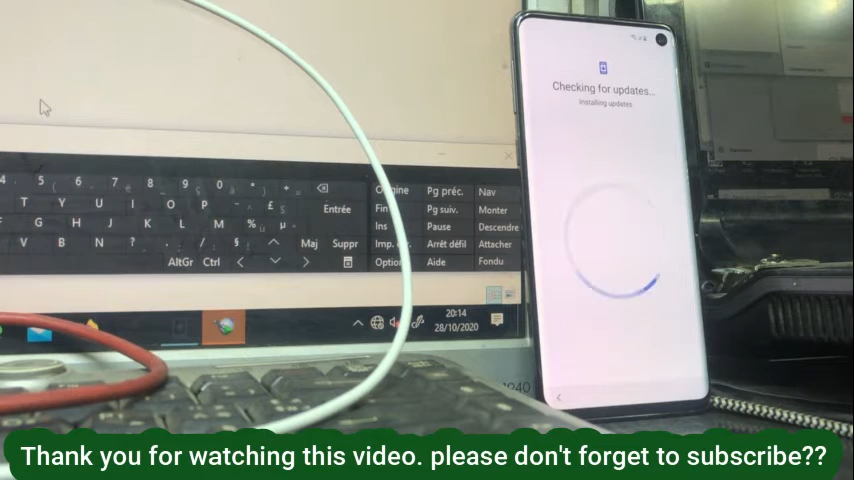 Checking for updates...
Installing updates
4 5 ( 6 - 7 è 8 _ 9 ç 0 ) =
T Y U I O P £ Entrée
G H J K L M % ù µ
V B N ? . / § Maj Suppr
AltGr Ctrl
Origine Pg préc. Nav
Fin Pg suiv. Monter
Ins Pause Descendre
Imp. Arrêt défil Attacher
Option Aide Fondu
20:14
28/10/2020
Thank you for watching this video. please don't forget to subscribe??